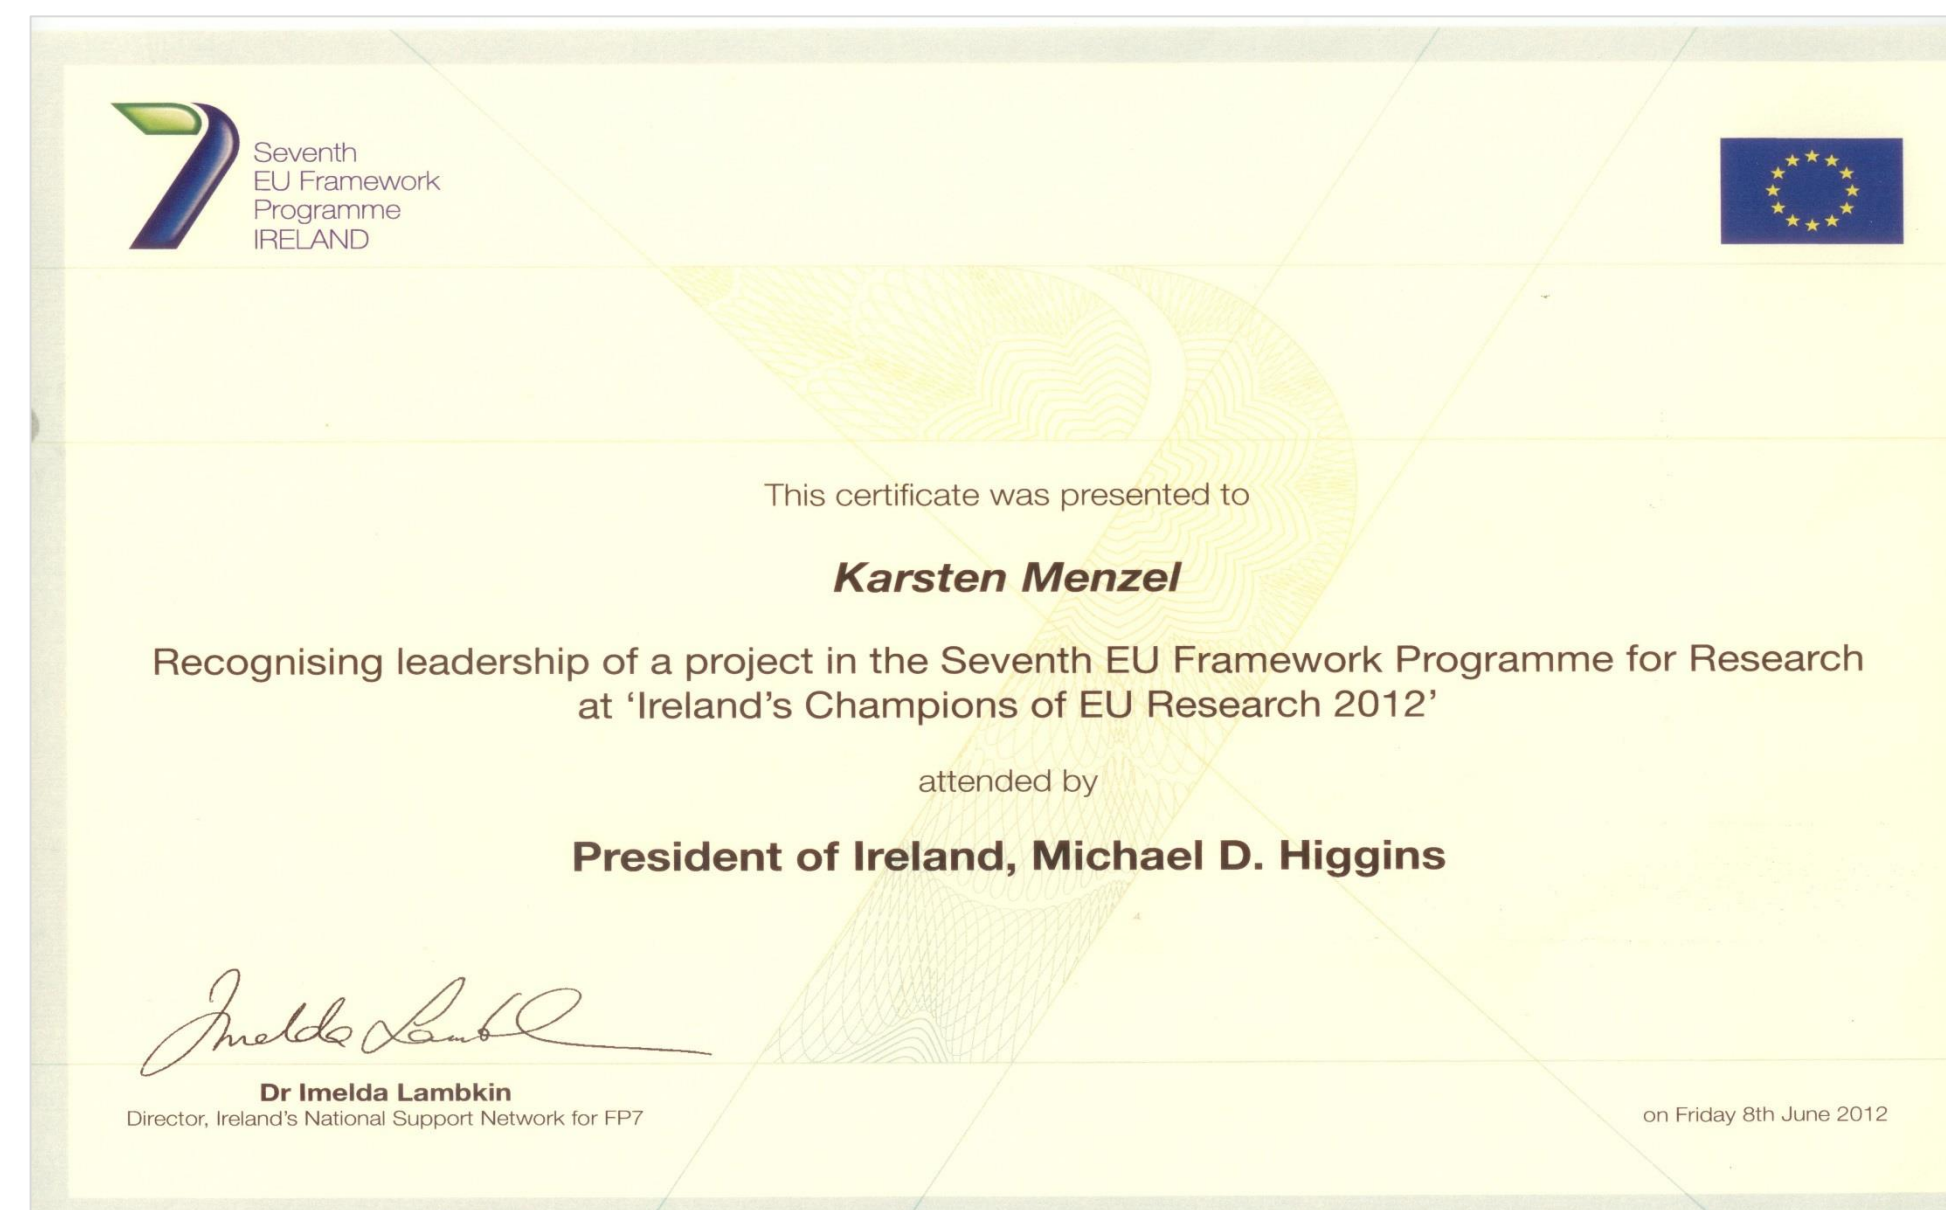 Seventh
EU Framework
Programme
IRELAND
This certificate was presented to
Karsten Menzel
Recognising leadership of a project in the Seventh EU Framework Programme for Research
at ‘Ireland’s Champions of EU Research 2012’
attended by
President of Ireland, Michael D. Higgins
Imelda Lambkin
Dr Imelda Lambkin
Director, Ireland’s National Support Network for FP7
on Friday 8th June 2012